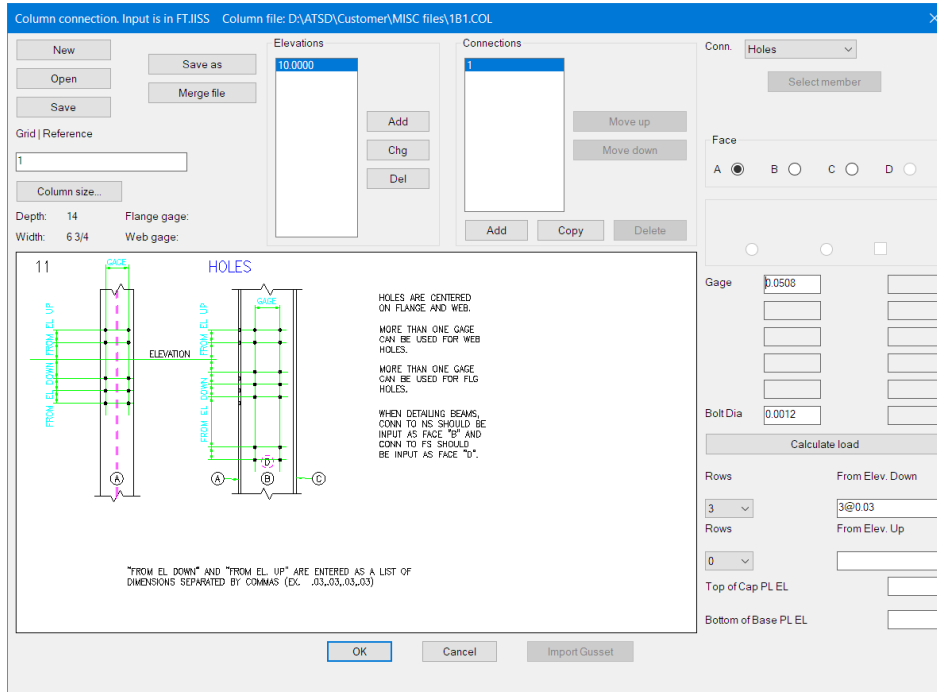 Column connection. Input is in FT.IISS    Column file: D:\ATSD\Customer\MISC files\1B1.COL
New
Open
Save
Save as
Merge file
Grid | Reference
1
Column size...
Depth: 14 Flange gage:
Width: 6 3/4 Web gage:
Elevations
10.0000
Add
Chg
Del
Connections
1
Move up
Move down
Add Copy Delete
Conn. Holes
Select member
Face
A B C D
Gage 0.0508
Bolt Dia 0.0012
Calculate load
Rows From Elev. Down
3 3@0.03
Rows From Elev. Up
0
Top of Cap PL EL
Bottom of Base PL EL
11 HOLES
GAGE
GAGE
FROM EL UP
FROM EL DOWN
ELEVATION
FROM EL UP
FROM EL DOWN
A
A B C
D
HOLES ARE CENTERED
ON FLANGE AND WEB.
MORE THAN ONE GAGE
CAN BE USED FOR WEB
HOLES.
MORE THAN ONE GAGE
CAN BE USED FOR FLG
HOLES.
WHEN DETAILING BEAMS,
CONN TO NS SHOULD BE
INPUT AS FACE "B" AND
CONN TO FS SHOULD
BE INPUT AS FACE "D".
"FROM EL DOWN" AND "FROM EL. UP" ARE ENTERED AS A LIST OF
DIMENSIONS SEPARATED BY COMMAS (EX. .03,.03,.03,.03)
OK Cancel Import Gusset